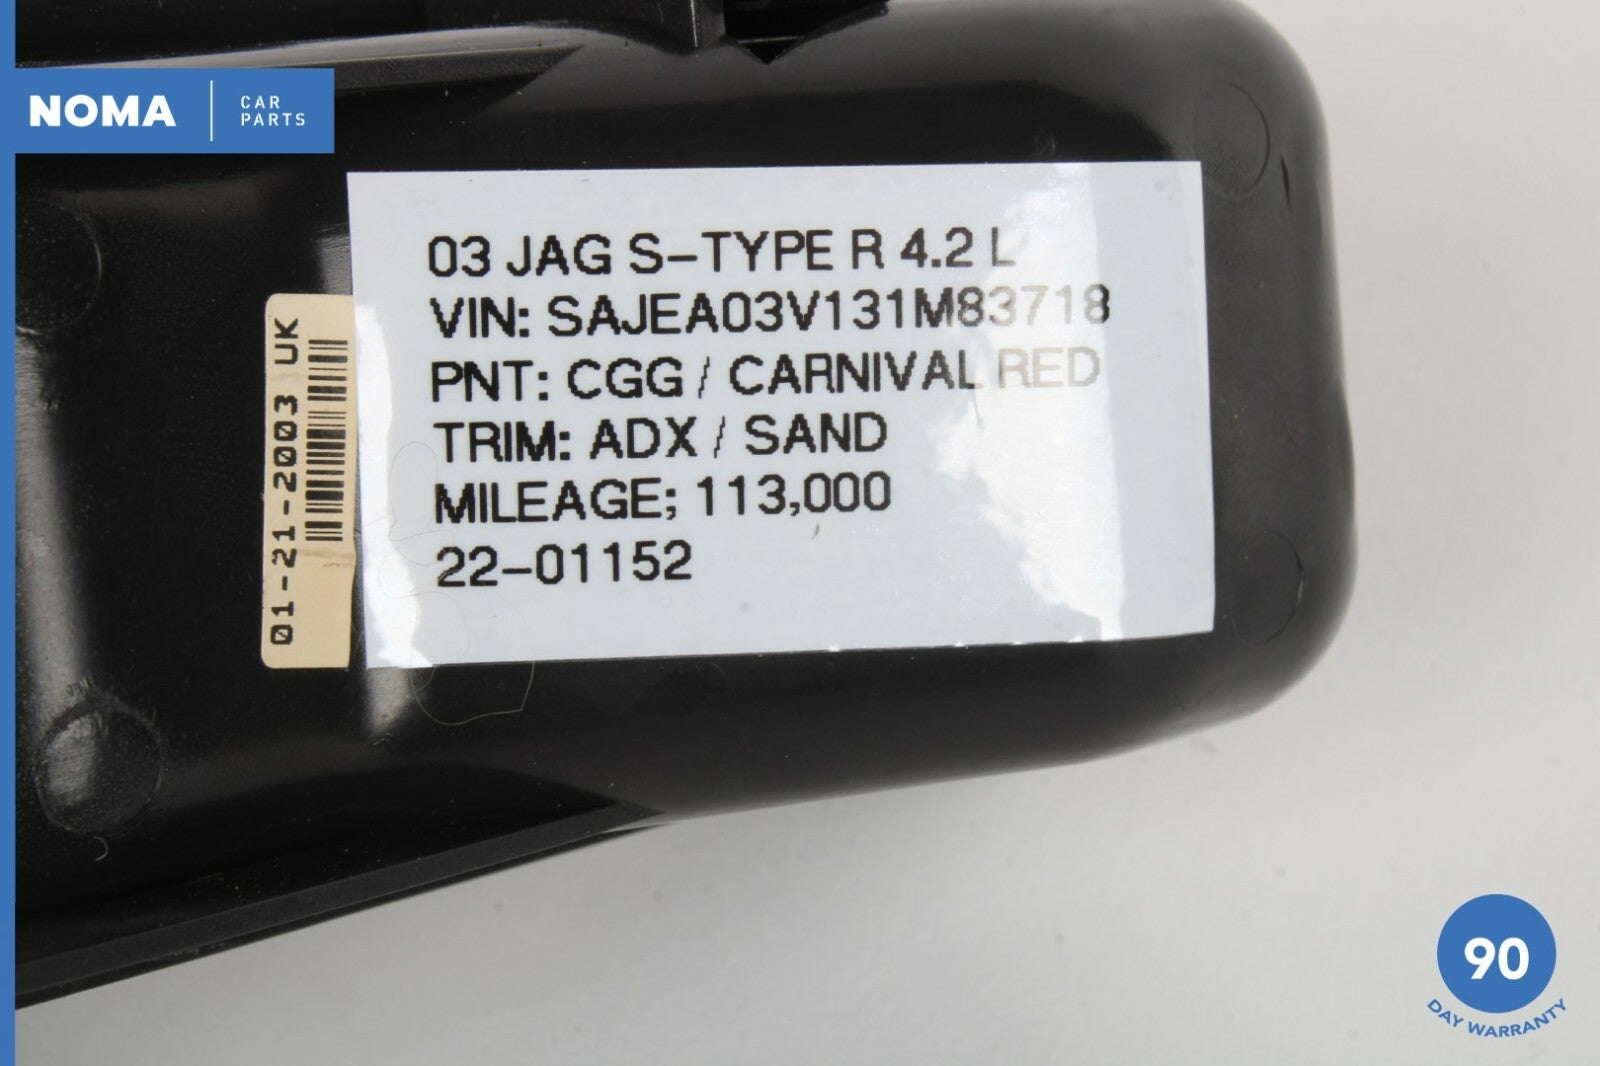 NOMA
CAR
PARTS
03 JAG S-TYPE R 4.2 L
VIN: SAJEA03V131M83718
PNT: CGG / CARNIVAL RED
TRIM: ADX / SAND
MILEAGE; 113,000
22-01152
01-21-2003 UK
90
DAY WARRANTY